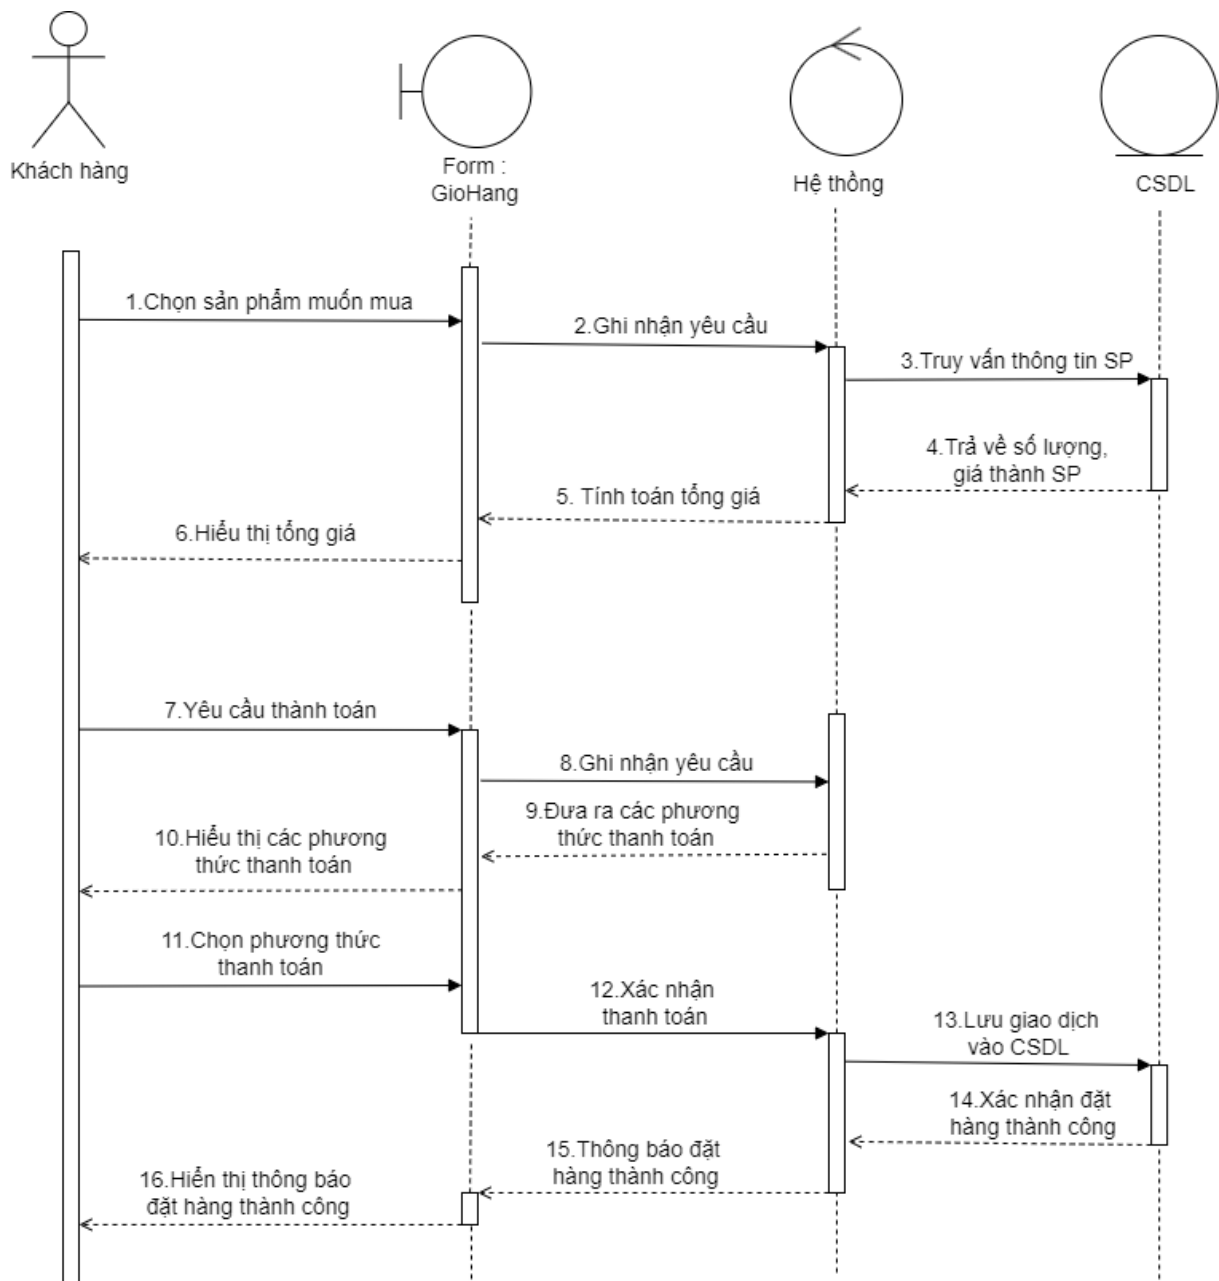 Khách hàng
Form :
GioHang
Hệ thồng
CSDL
1.Chọn sản phẩm muốn mua
2.Ghi nhận yêu cầu
3.Truy vấn thông tin SP
4.Trả về số lượng,
giá thành SP
5. Tính toán tổng giá
6.Hiểu thị tổng giá
7.Yêu cầu thành toán
8.Ghi nhận yêu cầu
9.Đưa ra các phương
thức thanh toán
10.Hiểu thị các phương
thức thanh toán
11.Chọn phương thức
thanh toán
12.Xác nhận
thanh toán
13.Lưu giao dịch
vào CSDL
14.Xác nhận đặt
hàng thành công
15.Thông báo đặt
hàng thành công
16.Hiển thị thông báo
đặt hàng thành công